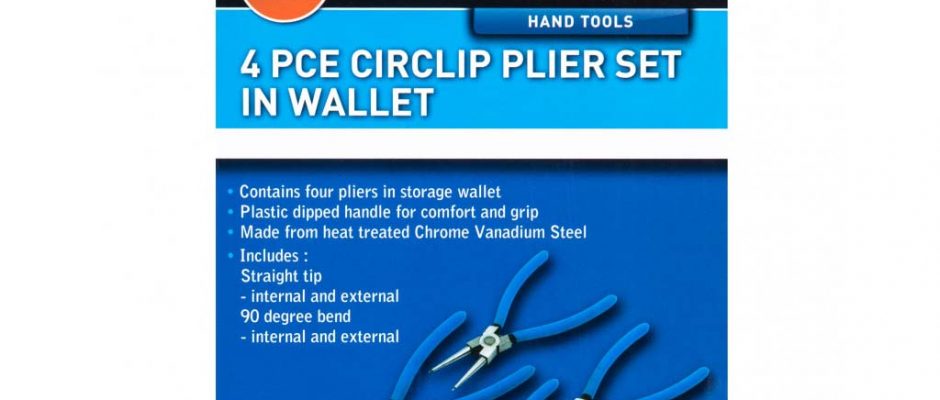 HAND TOOLS
4 PCE CIRCLIP PLIER SET
IN WALLET
• Contains four pliers in storage wallet
• Plastic dipped handle for comfort and grip
• Made from heat treated Chrome Vanadium Steel
• Includes :
Straight tip
- internal and external
90 degree bend
- internal and external